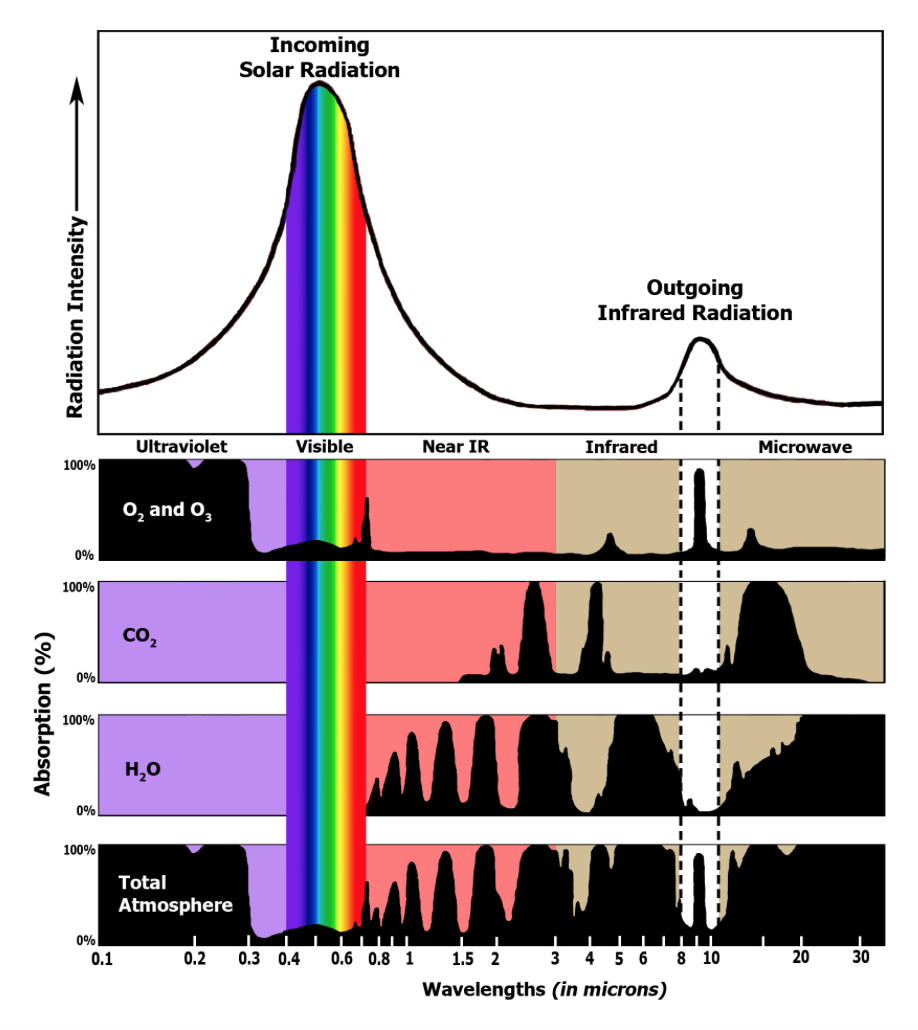 Incoming
Solar Radiation
Radiation Intensity
Outgoing
Infrared Radiation
Ultraviolet Visible Near IR Infrared Microwave
100%
O₂ and O₃
0%
100%
CO₂
0%
Absorption (%)
100%
H₂O
0%
100%
Total
Atmosphere
0%
0.1 0.2 0.3 0.4 0.6 0.8 1 1.5 2 3 4 5 6 8 10 20 30
Wavelengths (in microns)